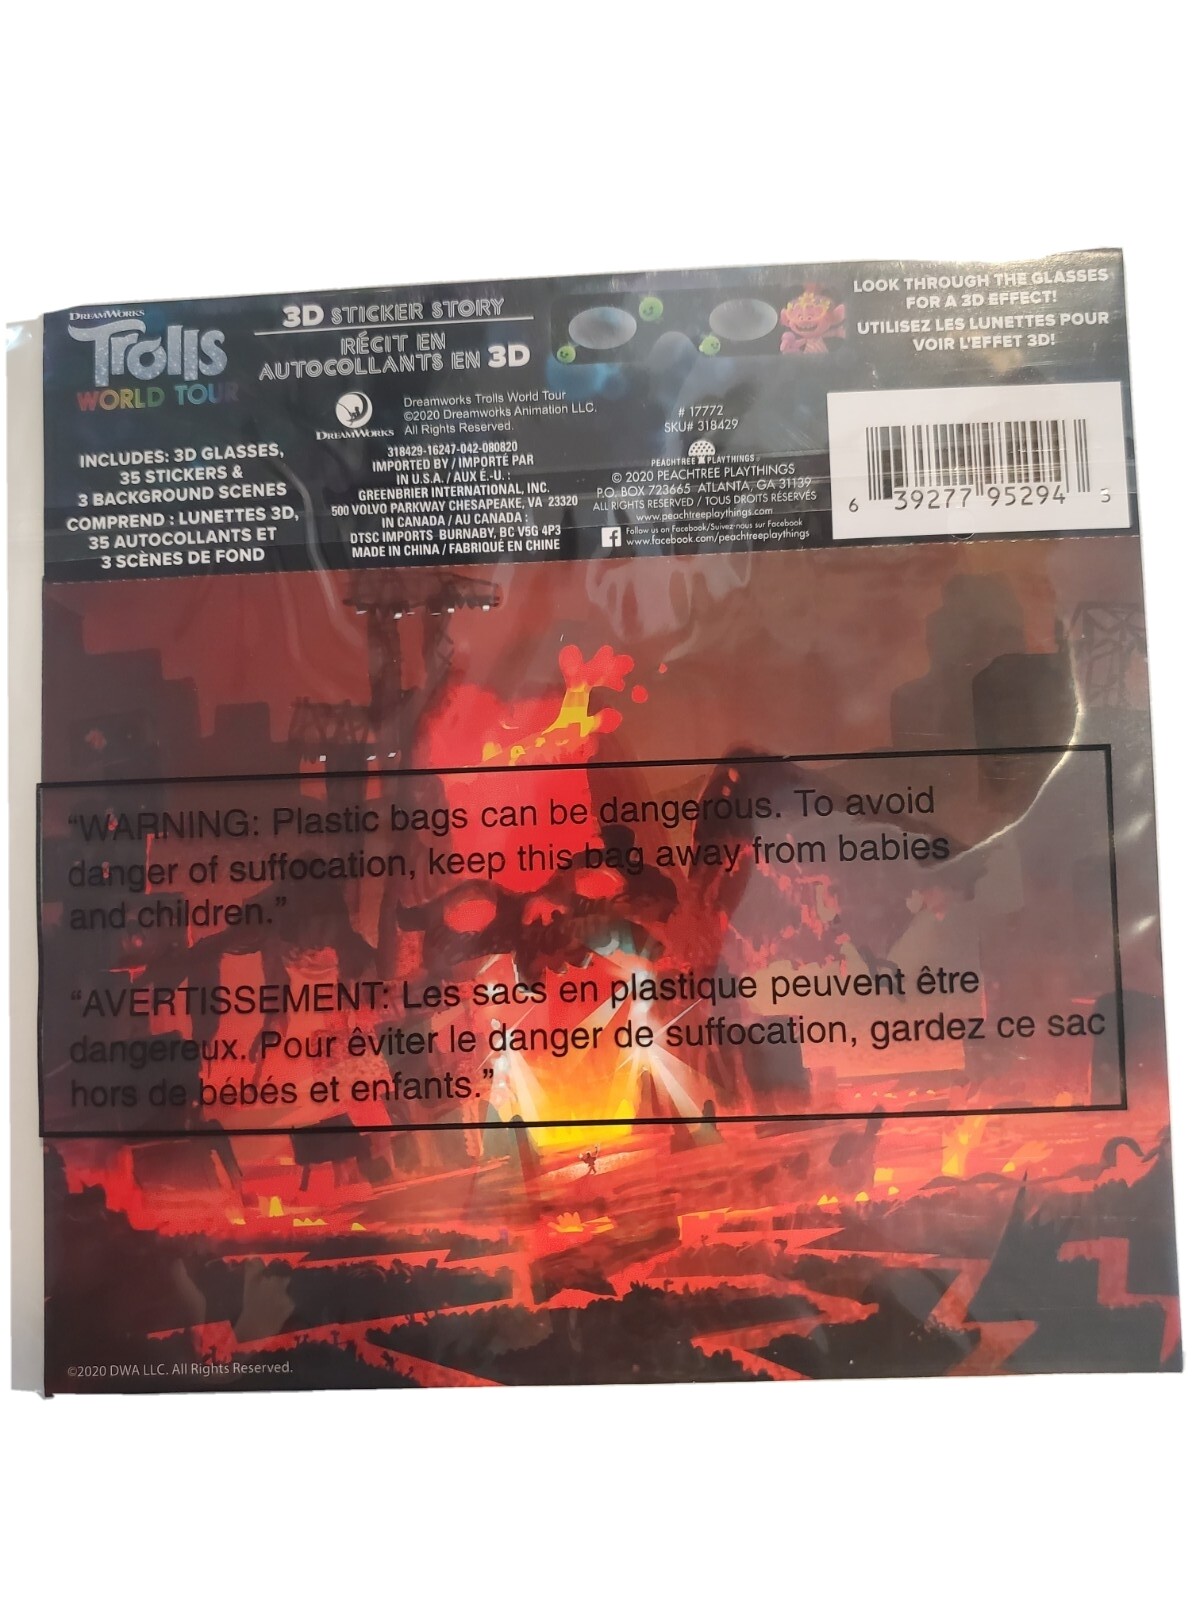 DREAMWORKS
Trolls
WORLD TOUR
3D STICKER STORY
RÉCIT EN
AUTOCOLLANTS EN 3D
LOOK THROUGH THE GLASSES
FOR A 3D EFFECT!
UTILISEZ LES LUNETTES POUR
VOIR L'EFFET 3D!
INCLUDES: 3D GLASSES,
35 STICKERS &
3 BACKGROUND SCENES
COMPREND : LUNETTES 3D,
35 AUTOCOLLANTS ET
3 SCÈNES DE FOND
DREAMWORKS
Dreamworks Trolls World Tour
©2020 Dreamworks Animation LLC.
All Rights Reserved.
318429-16247-042-080820
IMPORTED BY / IMPORTÉ PAR
IN U.S.A. / AUX É.-U. :
GREENBRIER INTERNATIONAL, INC.
500 VOLVO PARKWAY CHESAPEAKE, VA 23320
IN CANADA / AU CANADA :
DTSC IMPORTS BURNABY, BC V5G 4P3
MADE IN CHINA / FABRIQUÉ EN CHINE
# 17772
SKU# 318429
PEACHTREE PLAYTHINGS
© 2020 PEACHTREE PLAYTHINGS
P.O. BOX 723665 ATLANTA, GA 31139
ALL RIGHTS RESERVED / TOUS DROITS RÉSERVÉS
www.peachtreeplaythings.com
f Follow us on Facebook/Suivez-nous sur Facebook
www.facebook.com/peachtreeplaythings
6 39277 95294 5
"WARNING: Plastic bags can be dangerous. To avoid
danger of suffocation, keep this bag away from babies
and children."
"AVERTISSEMENT: Les sacs en plastique peuvent être
dangereux. Pour êviter le danger de suffocation, gardez ce sac
hors de bébés et enfants."
©2020 DWA LLC. All Rights Reserved.